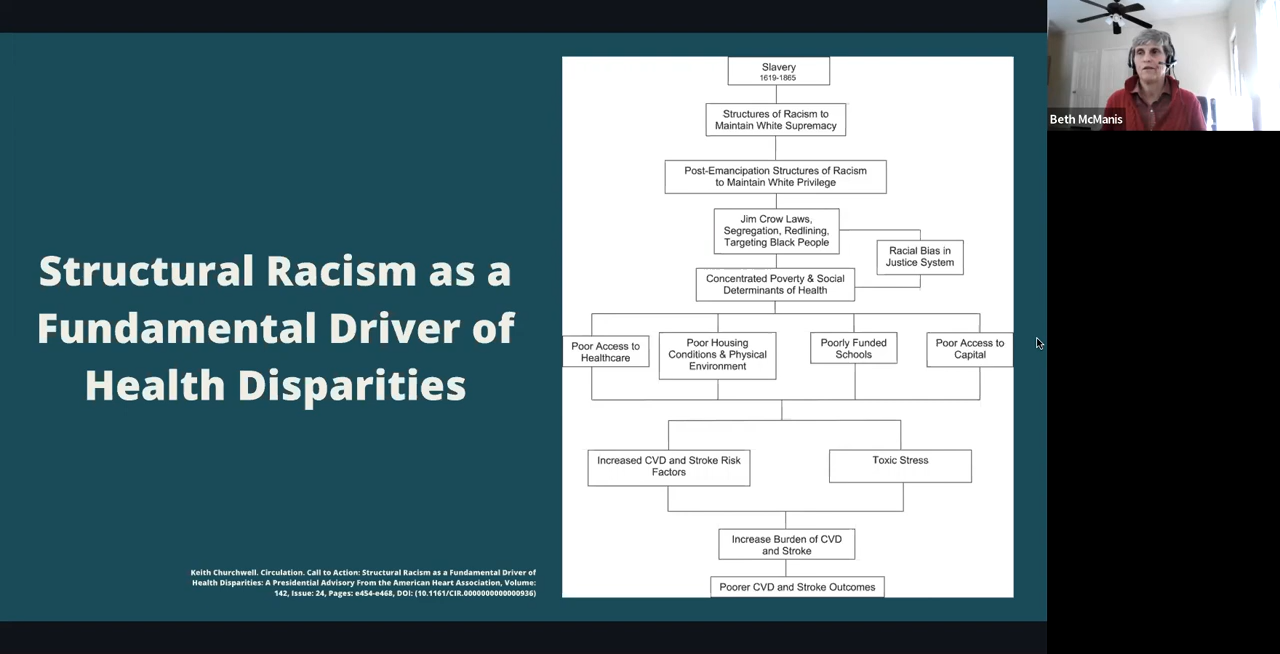 Structural Racism as a
Fundamental Driver of
Health Disparities
Keith Churchwell. Circulation. Call to Action: Structural Racism as a Fundamental Driver of
Health Disparities: A Presidential Advisory From the American Heart Association, Volume:
142, Issue: 24, Pages: e454-e468, DOI: (10.1161/CIR.0000000000000936)
Slavery
1619-1865
Structures of Racism to
Maintain White Supremacy
Post-Emancipation Structures of Racism
to Maintain White Privilege
Jim Crow Laws,
Segregation, Redlining,
Targeting Black People
Racial Bias in
Justice System
Concentrated Poverty & Social
Determinants of Health
Poor Access to
Healthcare
Poor Housing
Conditions & Physical
Environment
Poorly Funded
Schools
Poor Access to
Capital
Increased CVD and Stroke Risk
Factors
Toxic Stress
Increase Burden of CVD
and Stroke
Poorer CVD and Stroke Outcomes
Beth McManis